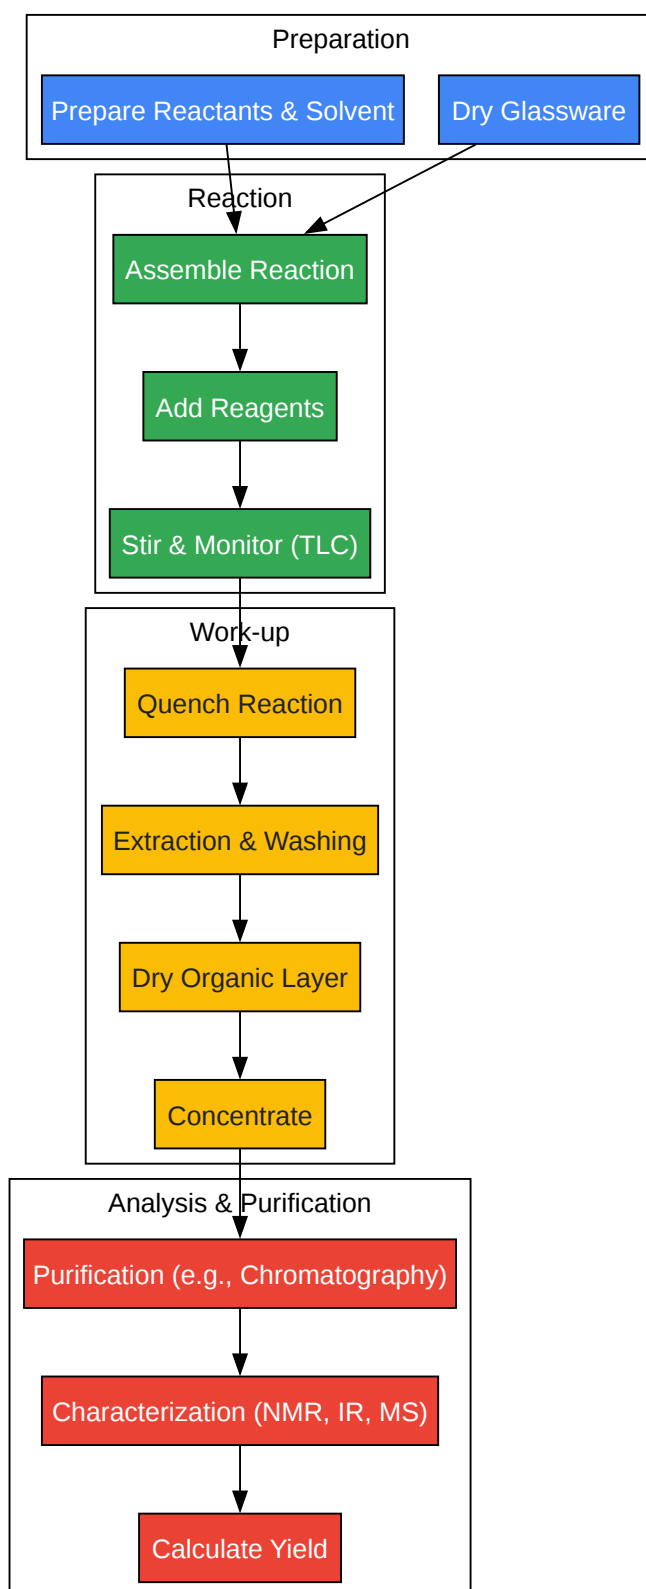 Preparation
Prepare Reactants & Solvent
Dry Glassware
Reaction
Assemble Reaction
Add Reagents
Stir & Monitor (TLC)
Work-up
Quench Reaction
Extraction & Washing
Dry Organic Layer
Concentrate
Analysis & Purification
Purification (e.g., Chromatography)
Characterization (NMR, IR, MS)
Calculate Yield